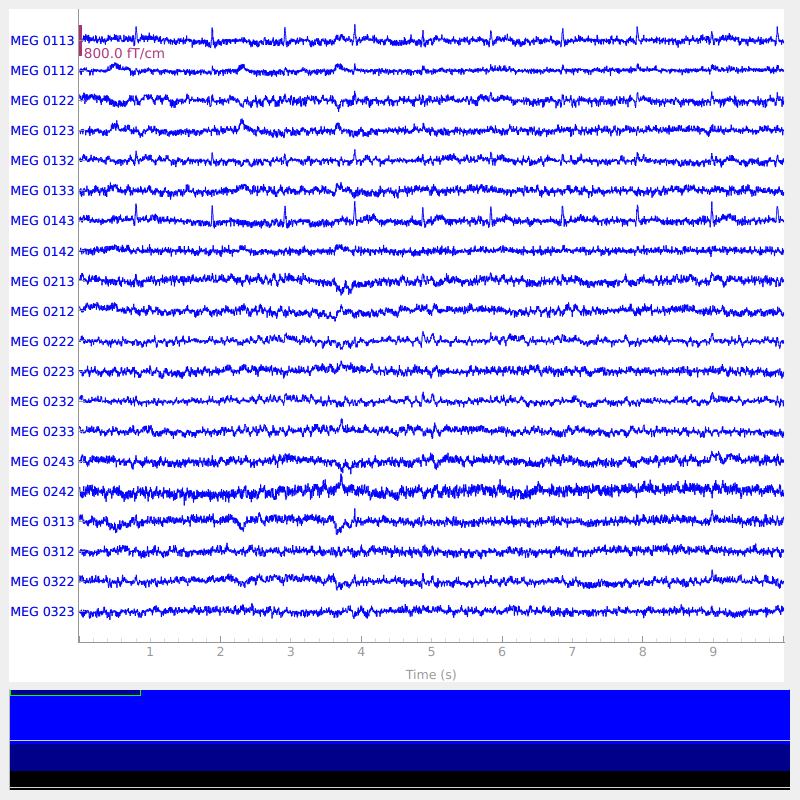 MEG 0113
800.0 fT/cm
MEG 0112
MEG 0122
MEG 0123
MEG 0132
MEG 0133
MEG 0143
MEG 0142
MEG 0213
MEG 0212
MEG 0222
MEG 0223
MEG 0232
MEG 0233
MEG 0243
MEG 0242
MEG 0313
MEG 0312
MEG 0322
MEG 0323
1 2 3 4 5 6 7 8 9
Time (s)